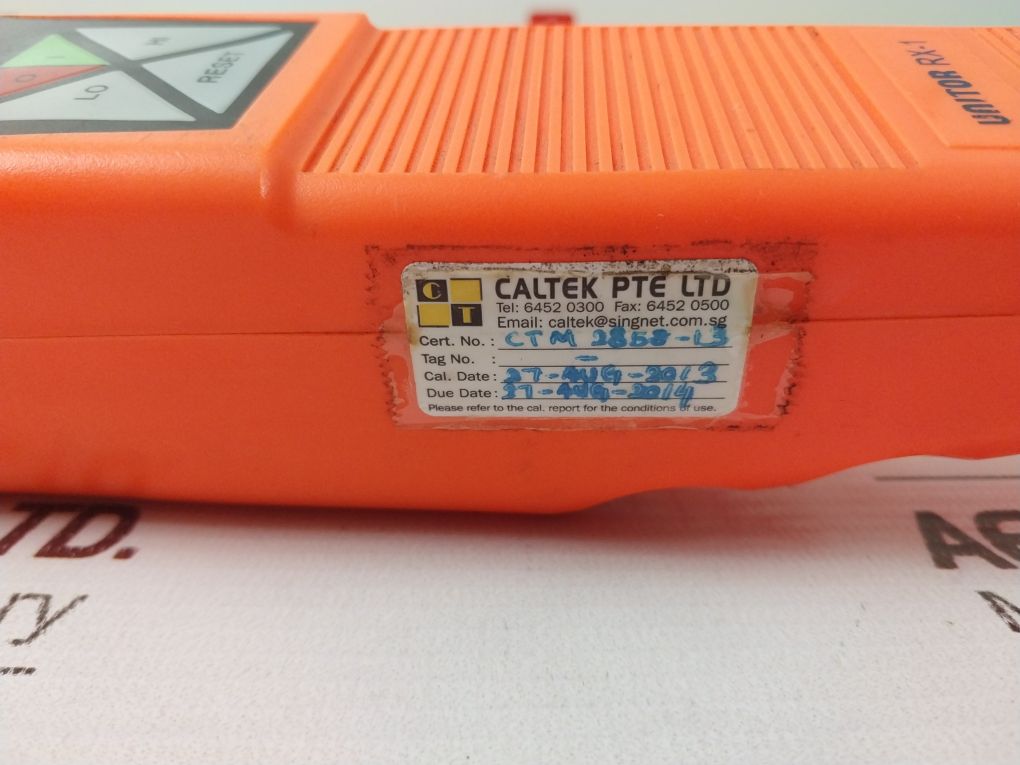 HI
RESET
LO
O I
UNITOR RX-1
C T
CALTEK PTE LTD
Tel: 6452 0300 Fax: 6452 0500
Email: caltek@singnet.com.sg
Cert. No. : CTM 2858-13
Tag No. : -
Cal. Date : 27-AUG-2013
Due Date : 27-AUG-2014
Please refer to the cal. report for the conditions of use.
TD.